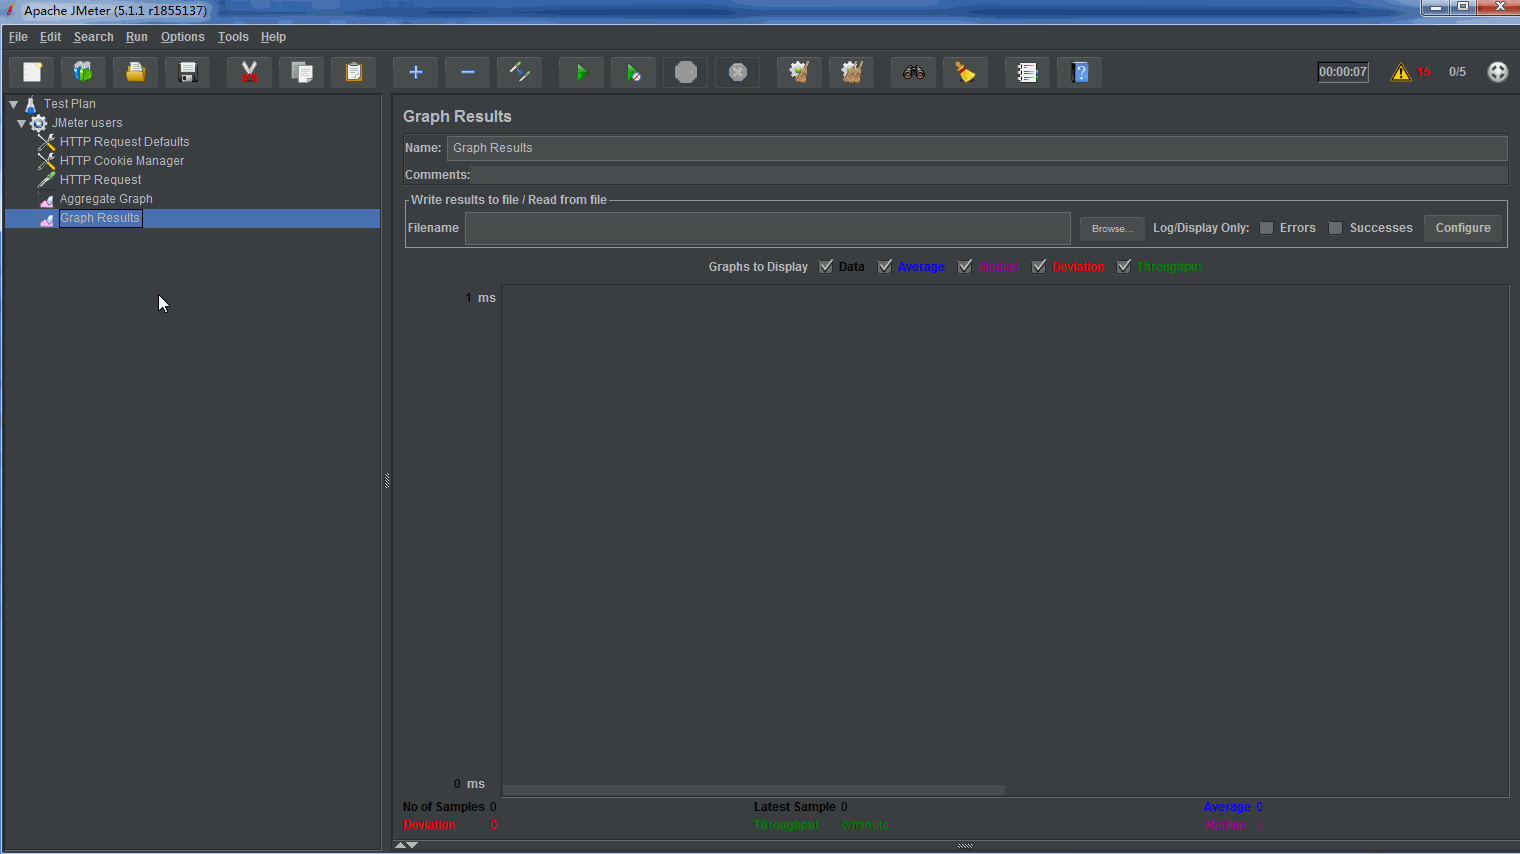 Apache JMeter (5.1.1 r1855137)
File Edit Search Run Options Tools Help
00:00:07 15 0/5
Test Plan
JMeter users
HTTP Request Defaults
HTTP Cookie Manager
HTTP Request
Aggregate Graph
Graph Results
Graph Results
Name: Graph Results
Comments:
Write results to file / Read from file
Filename Browse... Log/Display Only: Errors Successes Configure
Graphs to Display Data Average Median Deviation Throughput
1 ms
0 ms
No of Samples 0 Latest Sample 0 Average 0
Deviation 0 Throughput 0/minute Median 0